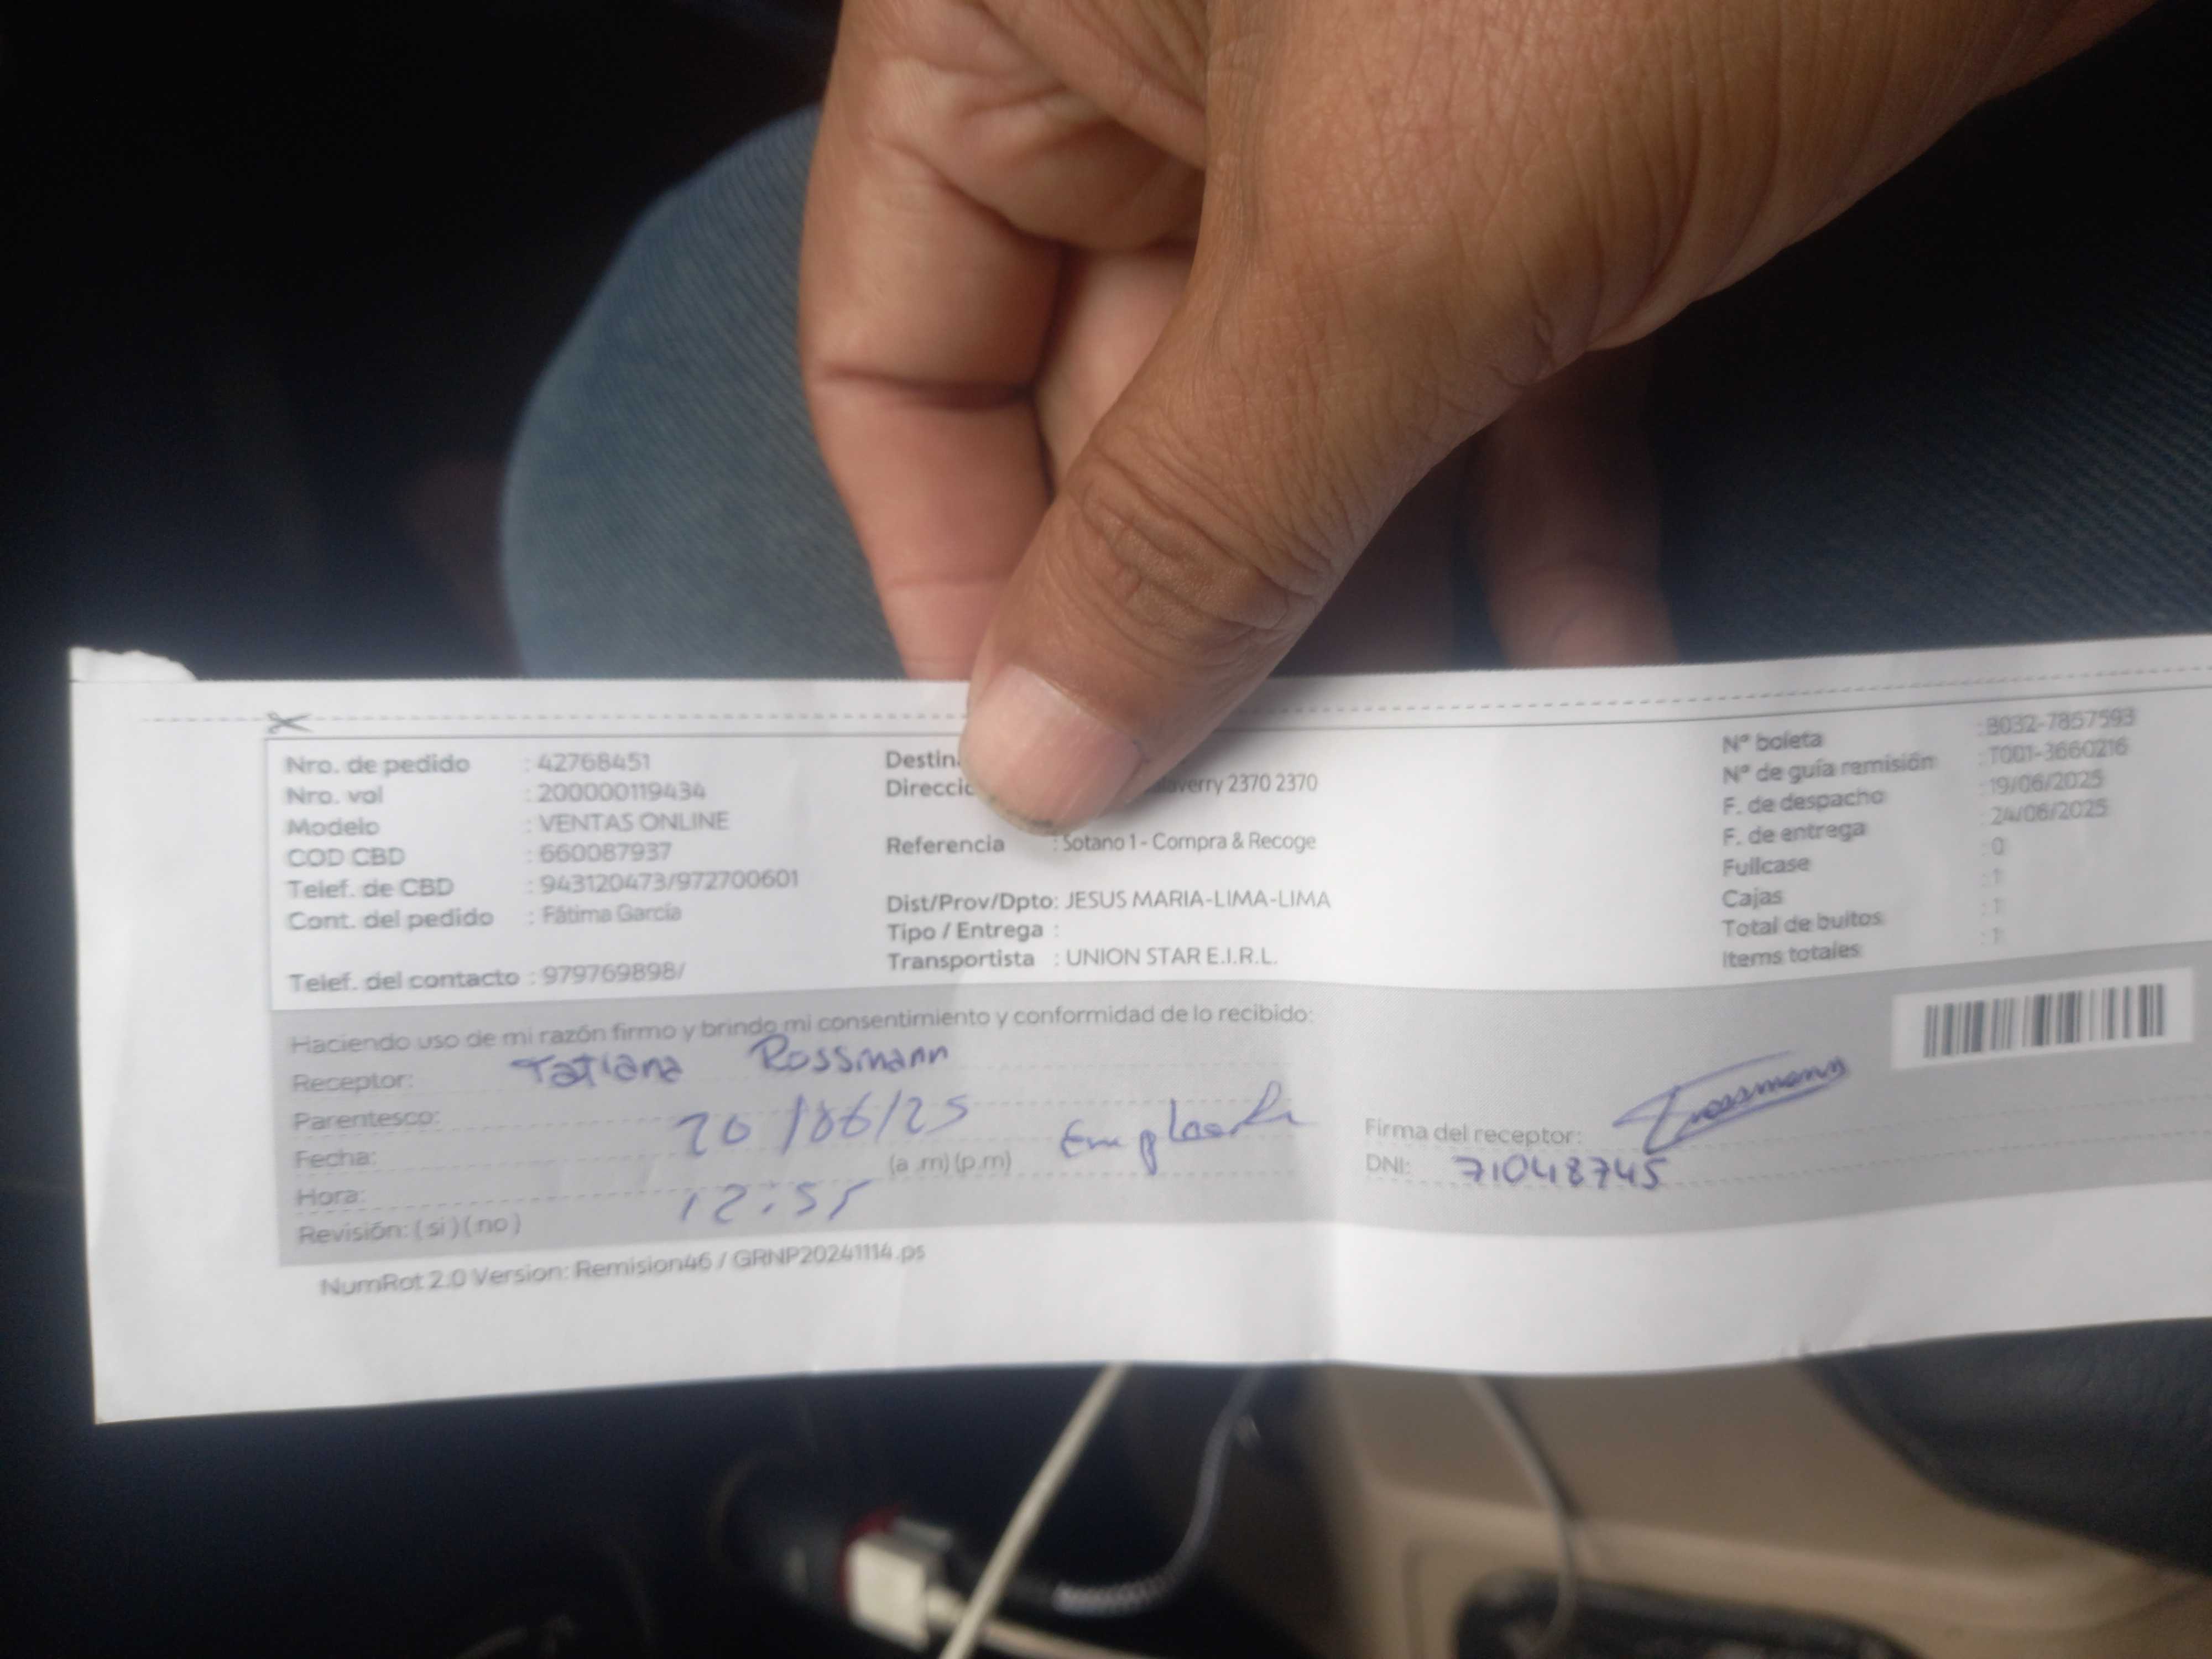 Nro. de pedido : 42768451
Nro. vol : 200000119434
Modelo : VENTAS ONLINE
COD CBD : 660087937
Telef. de CBD : 943120473/972700601
Cont. del pedido : Fátima García
Telef. del contacto : 979769898/
Destin
Direcc averry 2370 2370
Referencia : Sotano 1 - Compra & Recoge
Dist/Prov/Dpto: JESUS MARIA-LIMA-LIMA
Tipo / Entrega :
Transportista : UNION STAR E.I.R.L.
Nº boleta : B032-7867593
Nº de guía remisión : T001-3660216
F. de despacho : 19/06/2025
F. de entrega : 24/06/2025
Fullcase : 0
Cajas : 1
Total de bultos : 1
Items totales : 1
Haciendo uso de mi razón firmo y brindo mi consentimiento y conformidad de lo recibido:
Receptor: Tatiana Rossmann
Parentesco:
Fecha: 20/06/25
Hora: 12:55 (a .m) (p.m)
Revisión: ( si ) ( no )
Firma del receptor: Rossmann
DNI: 71048745
NumRot 2.0 Version: Remision46 / GRNP20241114.ps